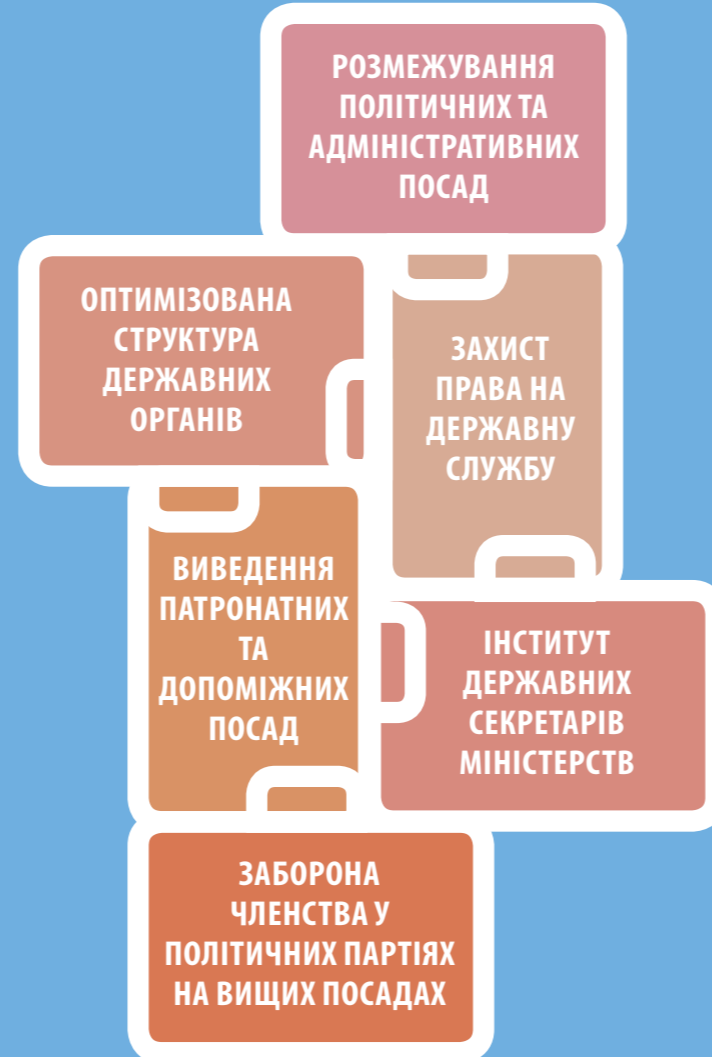 РОЗМЕЖУВАННЯ
ПОЛІТИЧНИХ ТА
АДМІНІСТРАТИВНИХ
ПОСАД
ОПТИМІЗОВАНА
СТРУКТУРА
ДЕРЖАВНИХ
ОРГАНІВ
ЗАХИСТ
ПРАВА НА
ДЕРЖАВНУ
СЛУЖБУ
ВИВЕДЕННЯ
ПАТРОНАТНИХ
ТА
ДОПОМІЖНИХ
ПОСАД
ІНСТИТУТ
ДЕРЖАВНИХ
СЕКРЕТАРІВ
МІНІСТЕРСТВ
ЗАБОРОНА
ЧЛЕНСТВА У
ПОЛІТИЧНИХ ПАРТІЯХ
НА ВИЩИХ ПОСАДАХ